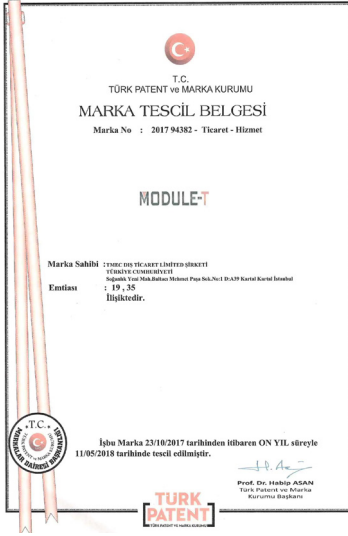 T.C.
TÜRK PATENT ve MARKA KURUMU
MARKA TESCİL BELGESİ
Marka No : 2017 94382 - Ticaret - Hizmet
MODULE-T
Marka Sahibi : TMEC DIŞ TİCARET LİMİTED ŞİRKETİ
TÜRKİYE CUMHURİYETİ
Soğanlık Yeni Mah.Baltacı Mehmet Paşa Sok.No:1 D:A39 Kartal Kartal İstanbul
Emtiası : 19 , 35
İlişiktedir.
T.C.
MARKALAR DAİRESİ BAŞKANLIĞI
İşbu Marka 23/10/2017 tarihinden itibaren ON YIL süreyle
11/05/2018 tarihinde tescil edilmiştir.
Prof. Dr. Habip ASAN
Türk Patent ve Marka
Kurumu Başkanı
TÜRK
PATENT
TÜRK PATENT VE MARKA KURUMU